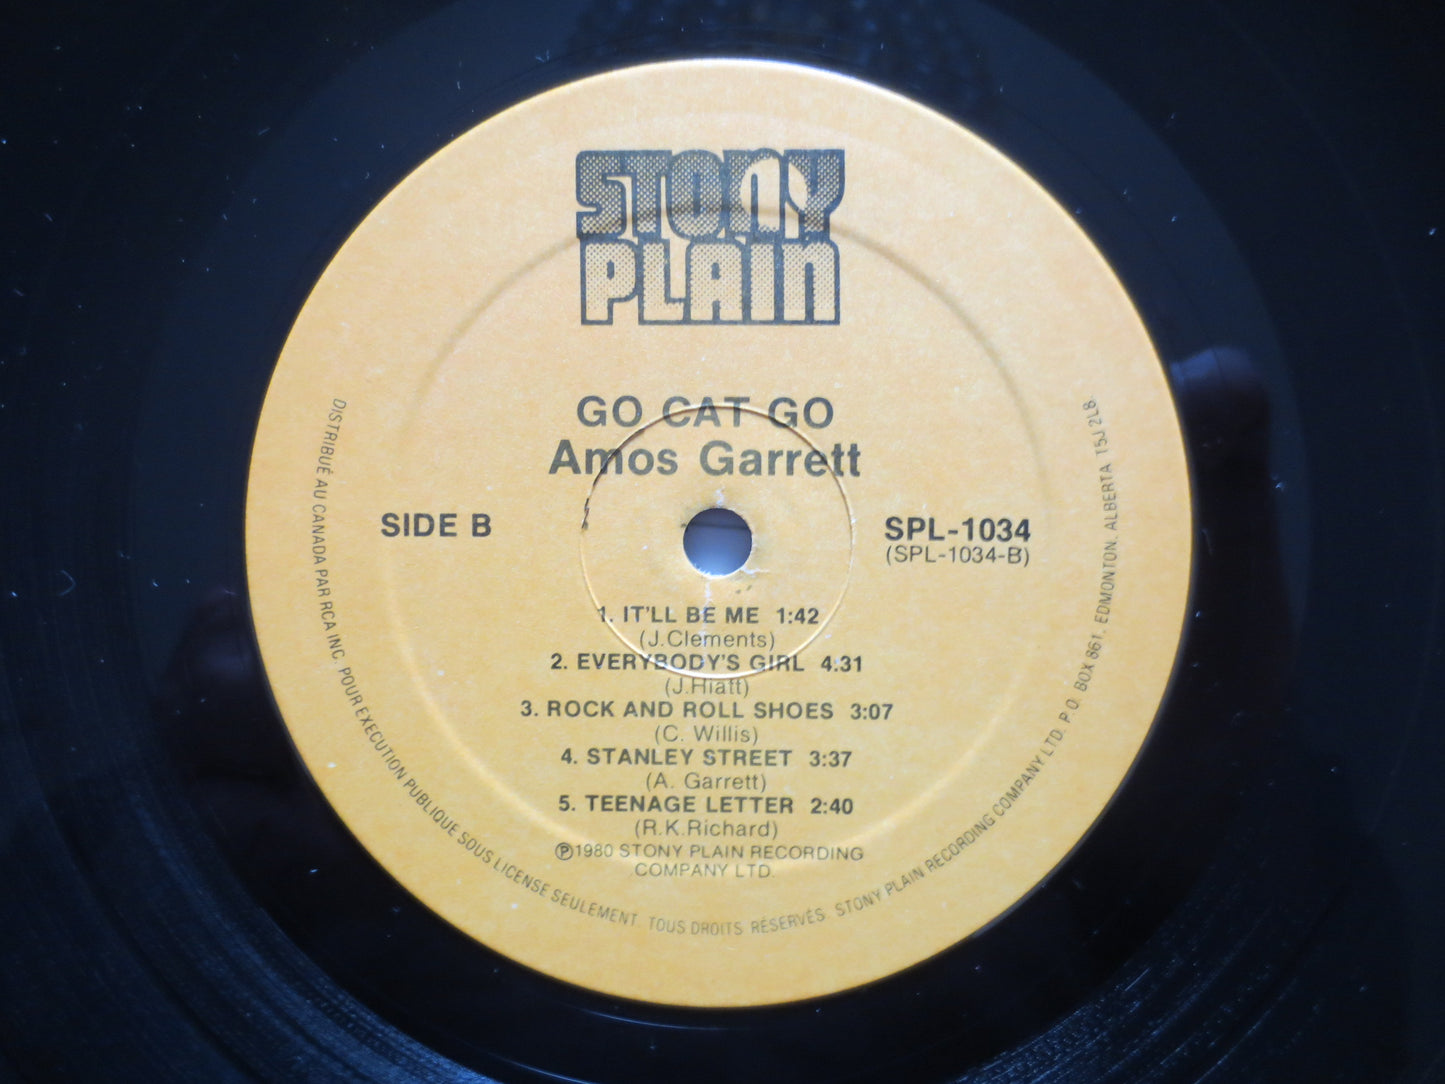 STONY
PLAIN
GO CAT GO
Amos Garrett
SIDE B
SPL-1034
(SPL-1034-B)
1. IT'LL BE ME 1:42
(J.Clements)
2. EVERYBODY'S GIRL 4:31
(J.Hiatt)
3. ROCK AND ROLL SHOES 3:07
(C. Willis)
4. STANLEY STREET 3:37
(A. Garrett)
5. TEENAGE LETTER 2:40
(R.K.Richard)
Ⓟ1980 STONY PLAIN RECORDING
COMPANY LTD.
DISTRIBUÉ AU CANADA PAR RCA INC. POUR EXECUTION PUBLIQUE SOUS LICENSE SEULEMENT. TOUS DROITS RÉSERVÉS. STONY PLAIN RECORDING COMPANY LTD. P.O. BOX 861, EDMONTON, ALBERTA T5J 2L8.